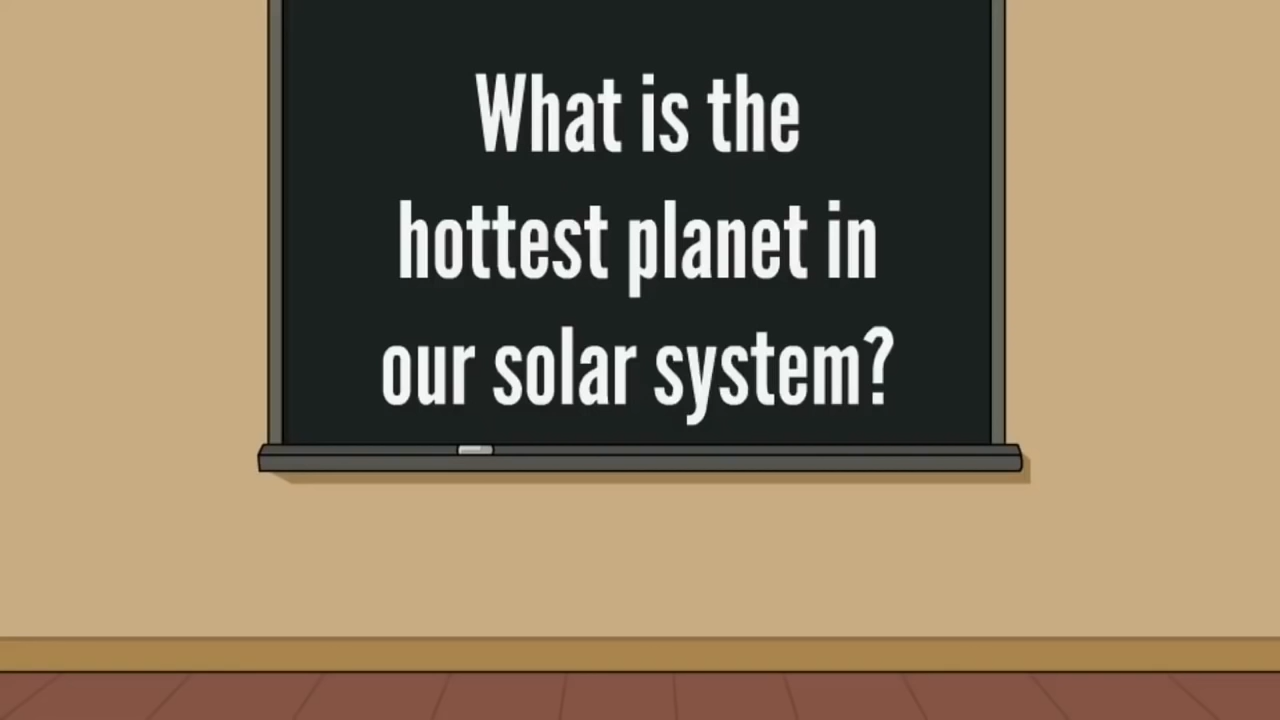 What is the
hottest planet in
our solar system?